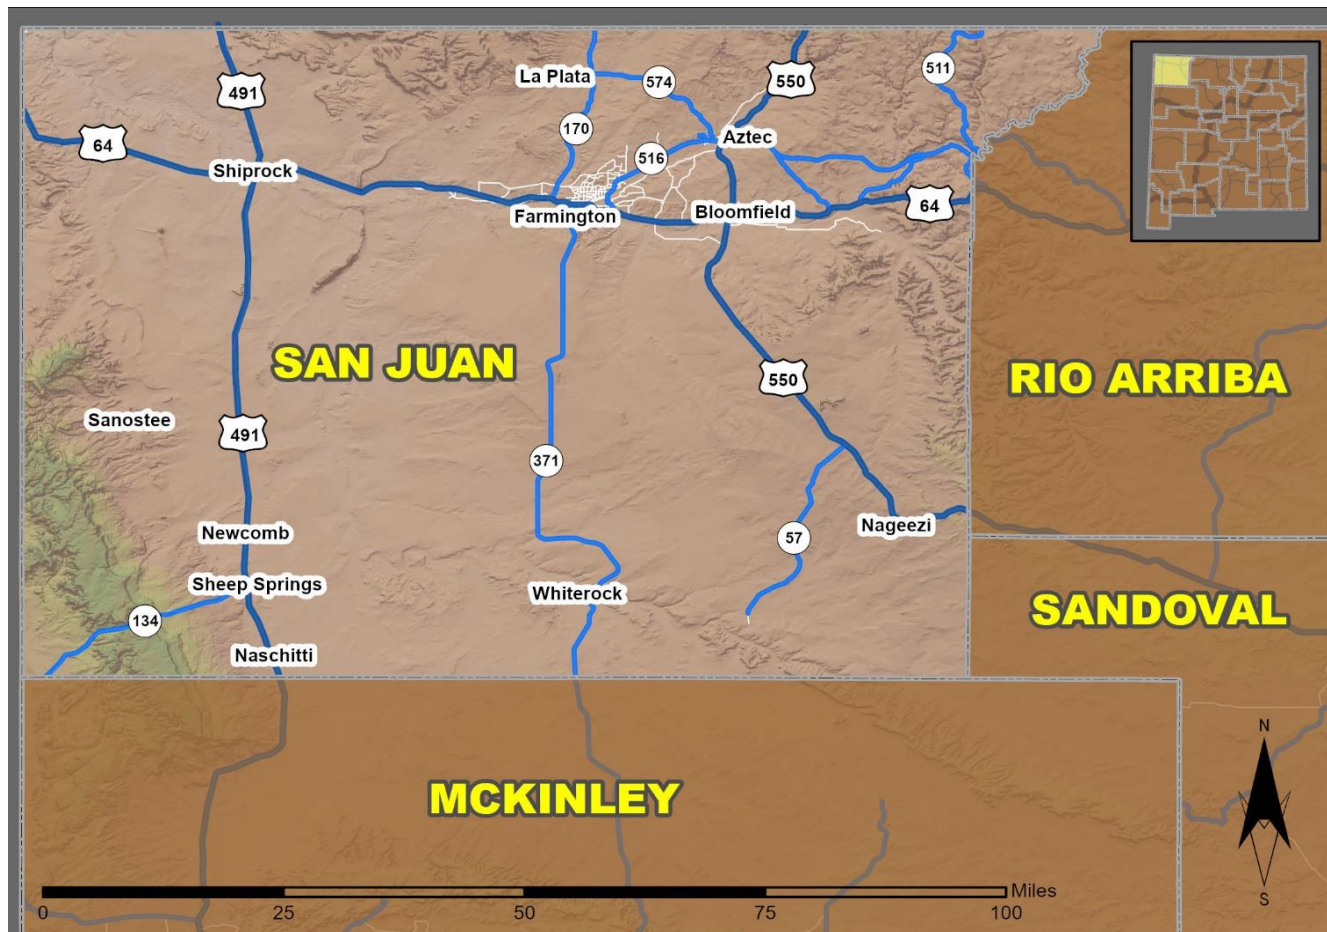 491
550
511
La Plata
574
64
170
Aztec
516
Shiprock
Farmington
Bloomfield
64
SAN JUAN
550
RIO ARRIBA
Sanostee
491
371
Newcomb
Nageezi
57
Sheep Springs
Whiterock
134
SANDOVAL
Naschitti
N
MCKINLEY
Miles
0 25 50 75 100
S